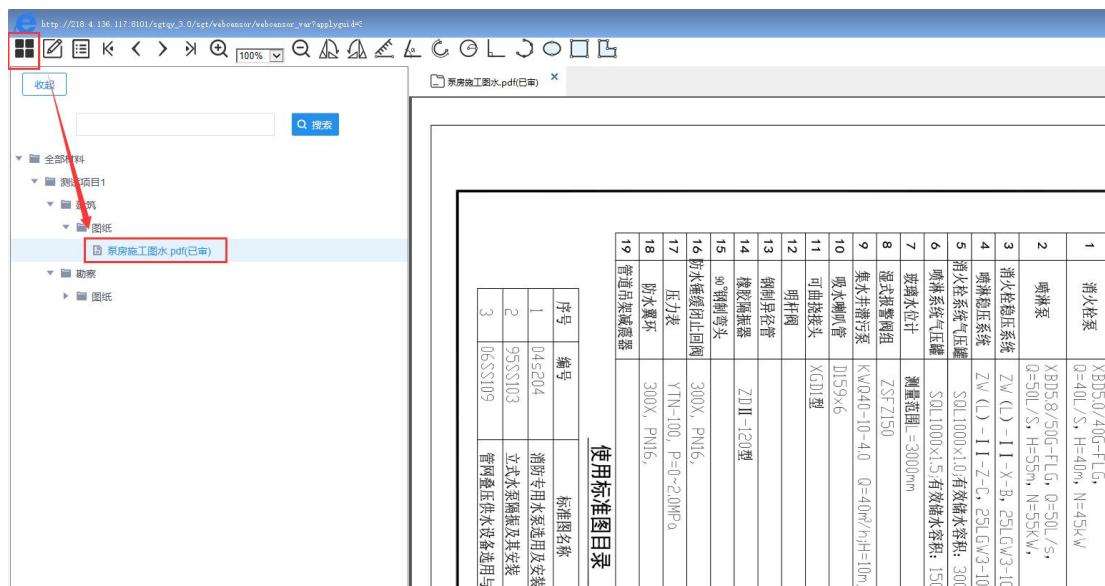 http://218.4.136.117:8101/sgtqy_3.0/sgt/webcensor/webcensor_var?applyguid=
100%
收起
搜索
全部材料
测试项目1
建筑
图纸
泵房施工图水.pdf(已审)
勘察
图纸
泵房施工图水.pdf(已审) ×
1 消火栓泵 XBD5.0/40G-FLG, Q=40L/S, H=40m, N=45kW
2 喷淋泵 XBD5.8/50G-FLG, Q=50L/s, Q=50L/S, H=55m, N=55KW,
3 消火栓稳压系统 ZW(L)-II-X-B, 25LGW3-10
4 喷淋稳压系统 ZW(L)-II-Z-C, 25LGW3-10
5 消火栓系统气压罐 SQL1000x1.0;有效储水容积: 300
6 喷淋系统气压罐 SQL1000x1.5;有效储水容积: 150
7 玻璃水位计 测量范围L=3000mm
8 湿式报警阀组 ZSFZ150
9 集水井潜污泵 KWQ40-10-4.0 Q=40m³/h;H=10m,
10 吸水喇叭管 D159x6
11 可曲挠接头 XGD1型
12 明杆阀
13 钢制异径管
14 橡胶隔振器 ZDII-120型
15 90°钢制弯头
16 防水锤缓闭止回阀 300X, PN16,
17 压力表 YTN-100, P=0~2.0MPa
18 防水翼环 300X, PN16,
19 管道吊架减震器
使用标准图目录
序号 编号 标准图名称
1 04s204 消防专用水泵选用及安装
2 95SS103 立式水泵隔振及其安装
3 06SS109 管网叠压供水设备选用与